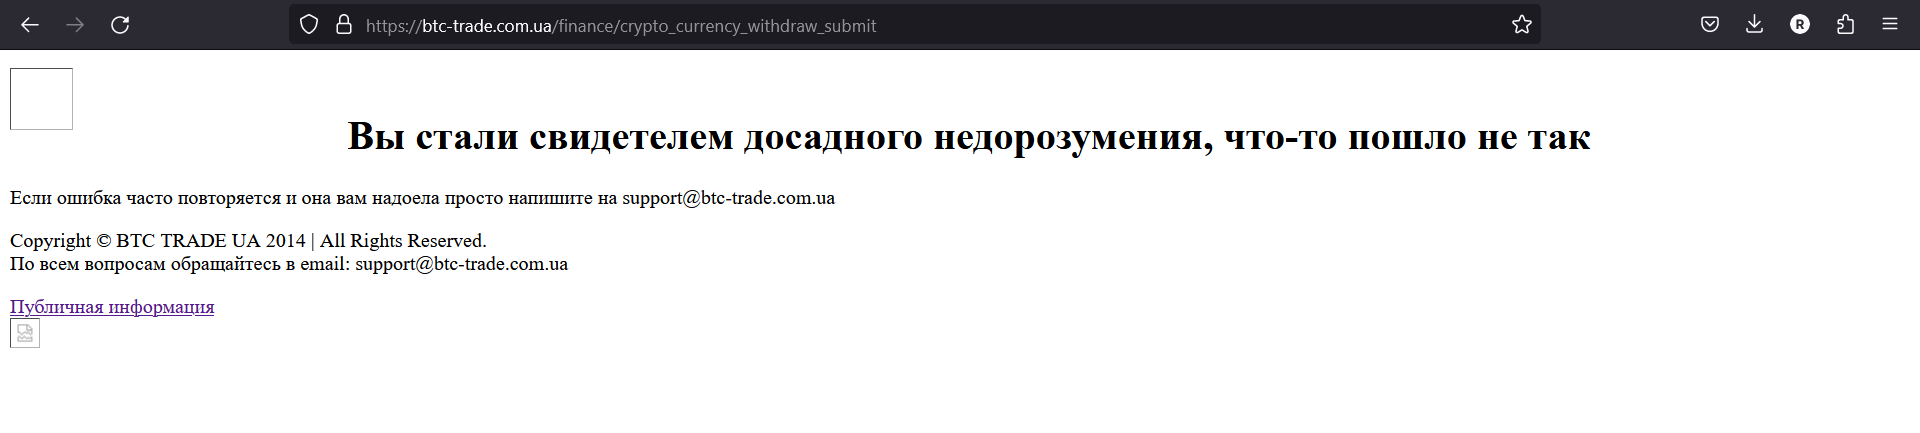 https://btc-trade.com.ua/finance/crypto_currency_withdraw_submit
R
Вы стали свидетелем досадного недорозумения, что-то пошло не так
Если ошибка часто повторяется и она вам надоела просто напишите на support@btc-trade.com.ua
Copyright © BTC TRADE UA 2014 | All Rights Reserved.
По всем вопросам обращайтесь в email: support@btc-trade.com.ua
Публичная информация